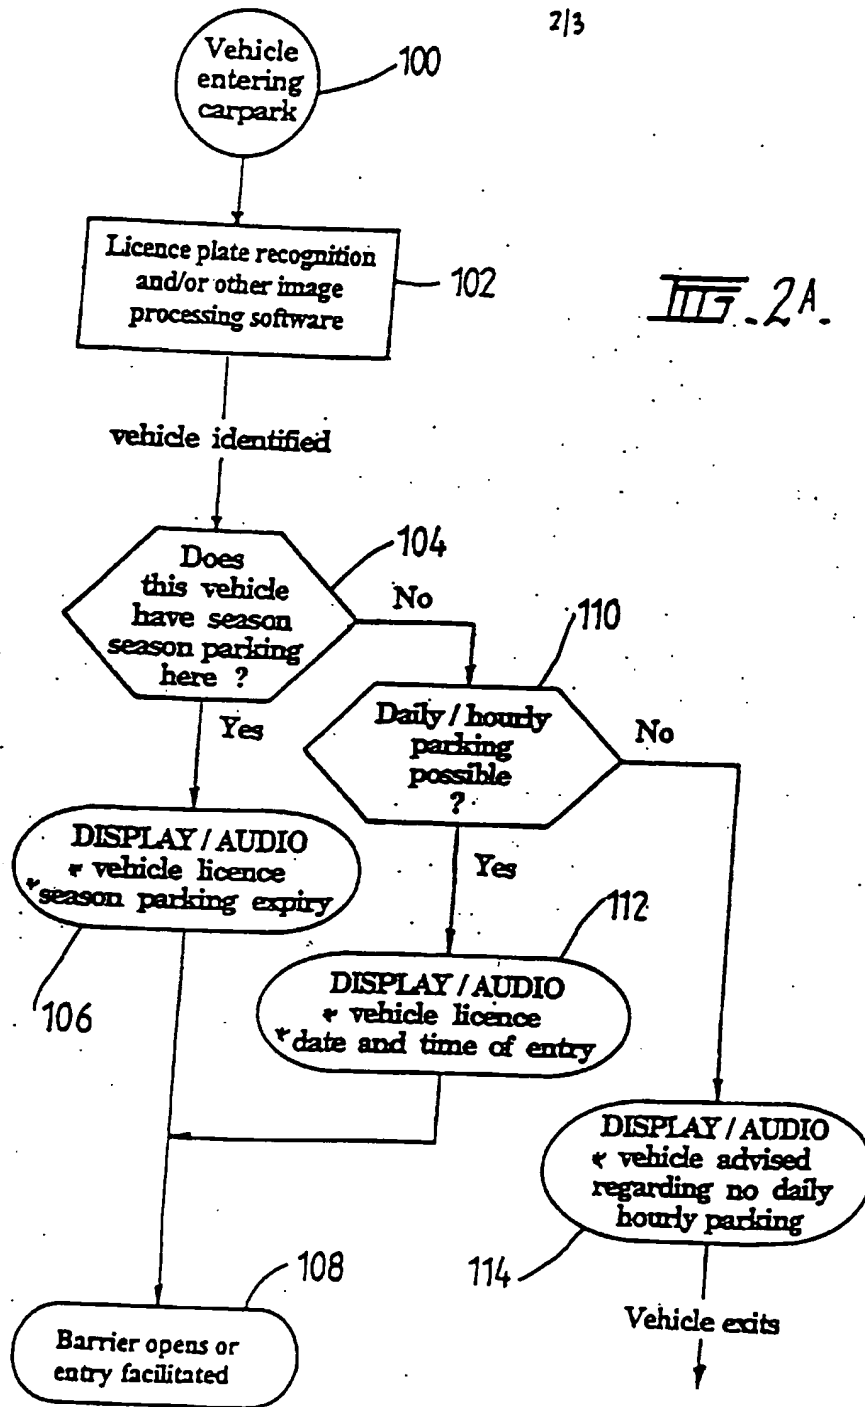 2/3
Vehicle
entering
carpark
100
Licence plate recognition
and/or other image
processing software
102
FIG. 2A.
vehicle identified
104
Does
this vehicle
have season
season parking
here ?
No
110
Yes
Daily / hourly
parking
possible
?
No
DISPLAY / AUDIO
* vehicle licence
* season parking expiry
106
Yes
112
DISPLAY / AUDIO
* vehicle licence
* date and time of entry
DISPLAY / AUDIO
* vehicle advised
regarding no daily
hourly parking
114
108
Barrier opens or
entry facilitated
Vehicle exits